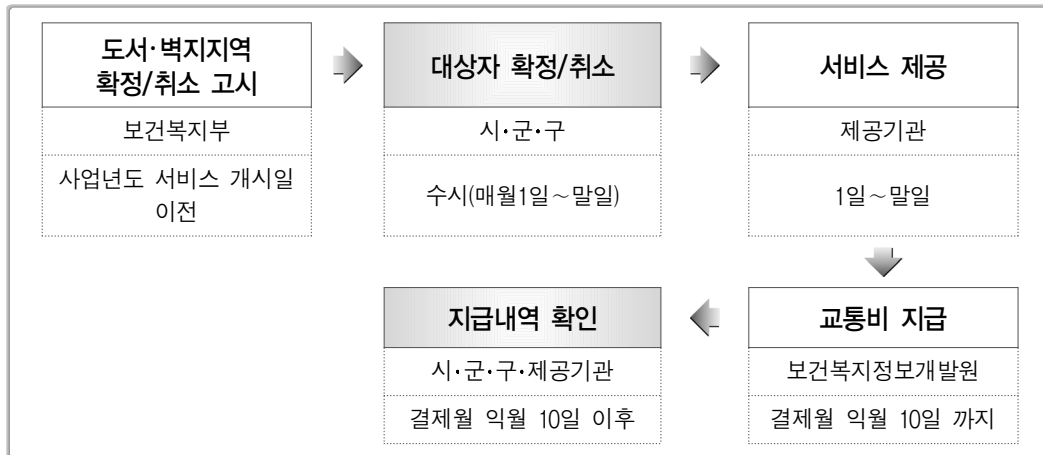 도서·벽지지역
확정/취소 고시
보건복지부
사업년도 서비스 개시일
이전
대상자 확정/취소
시·군·구
수시(매월1일~말일)
서비스 제공
제공기관
1일~말일
교통비 지급
보건복지정보개발원
결제월 익월 10일 까지
지급내역 확인
시·군·구·제공기관
결제월 익월 10일 이후